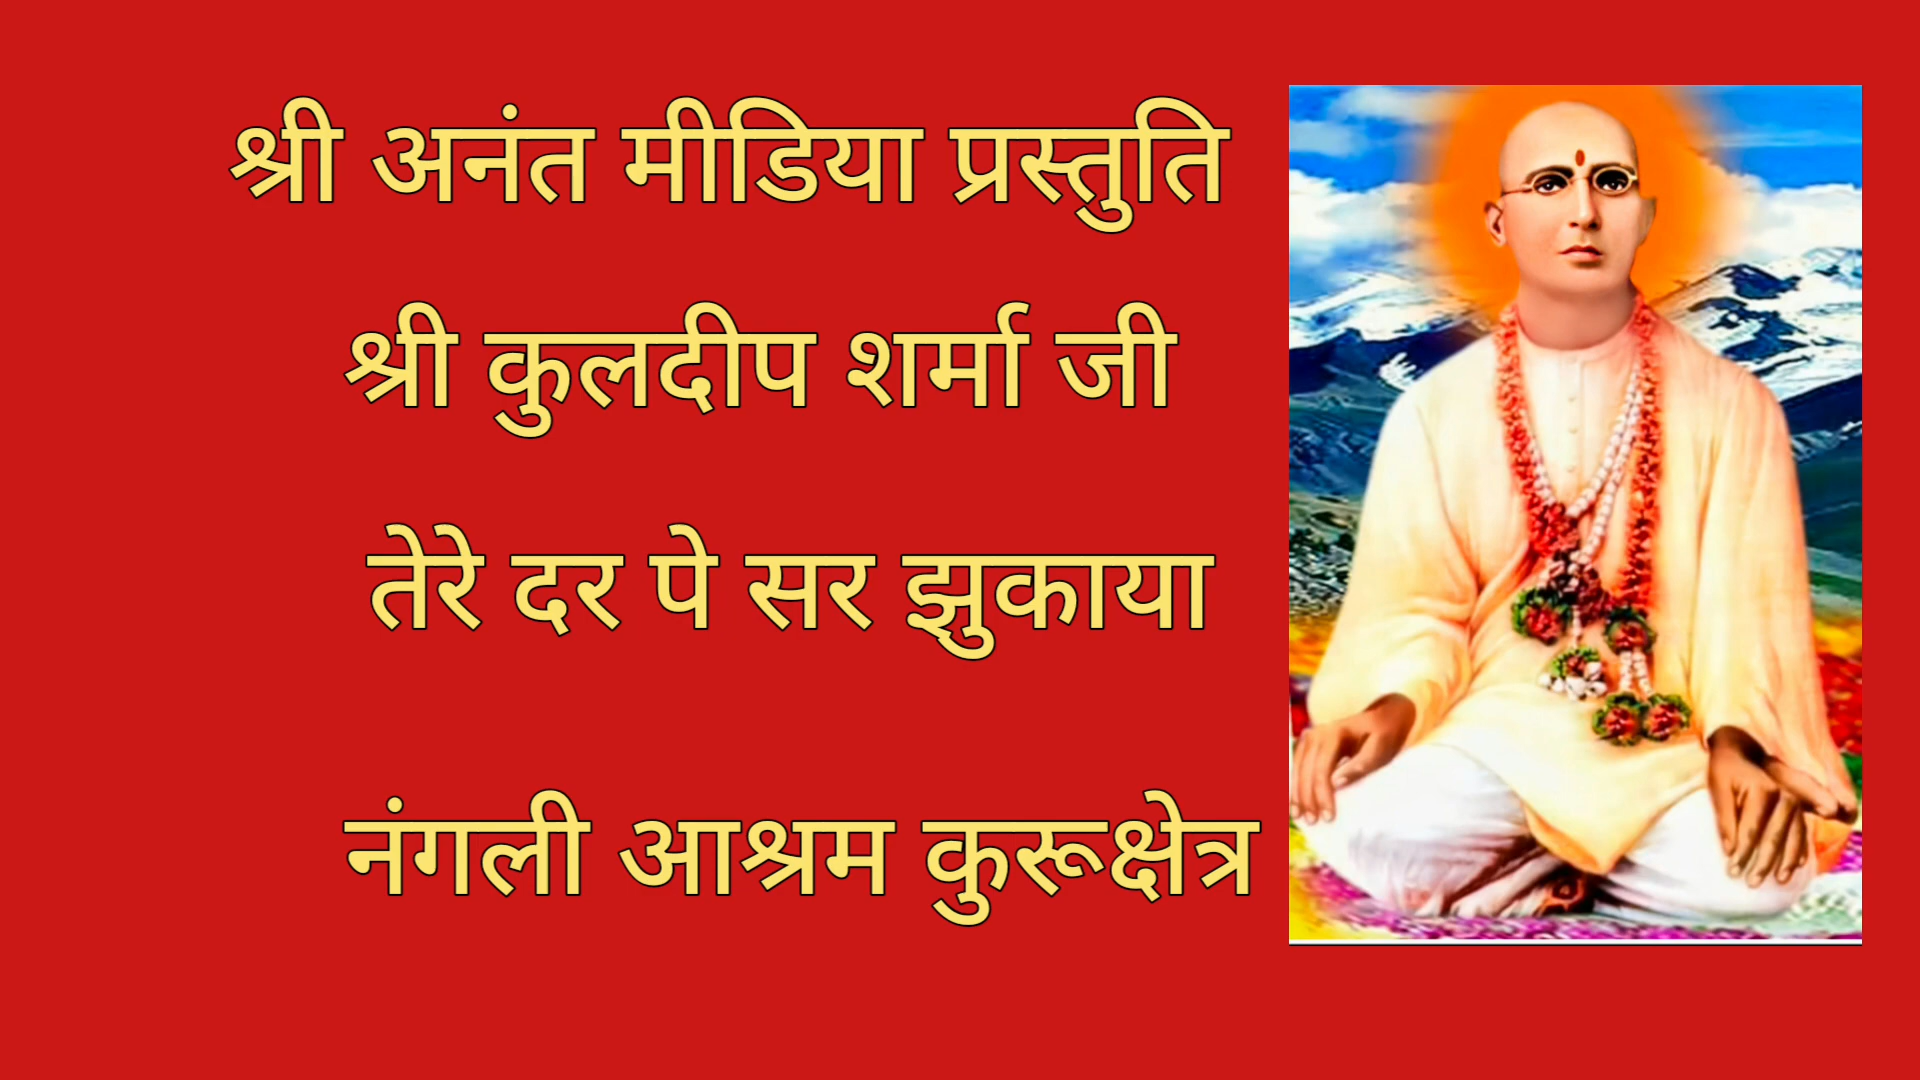 श्री अनंत मीडिया प्रस्तुति
श्री कुलदीप शर्मा जी
तेरे दर पे सर झुकाया
नंगली आश्रम कुरूक्षेत्र